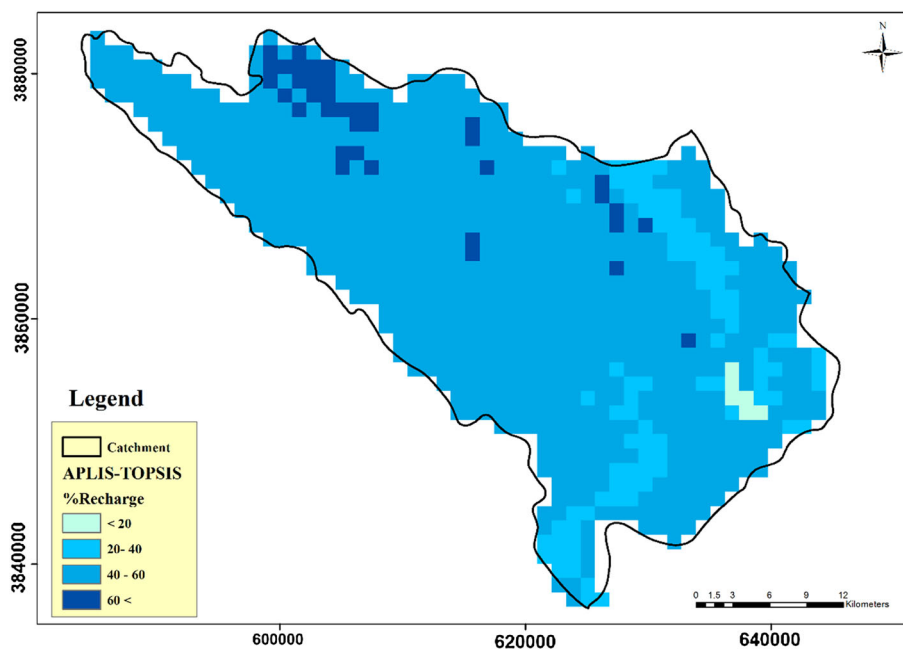 N
3880000
3860000
3840000
Legend
Catchment
APLIS-TOPSIS
%Recharge
< 20
20- 40
40 - 60
60 <
0 1.5 3 6 9 12
Kilometers
600000 620000 640000